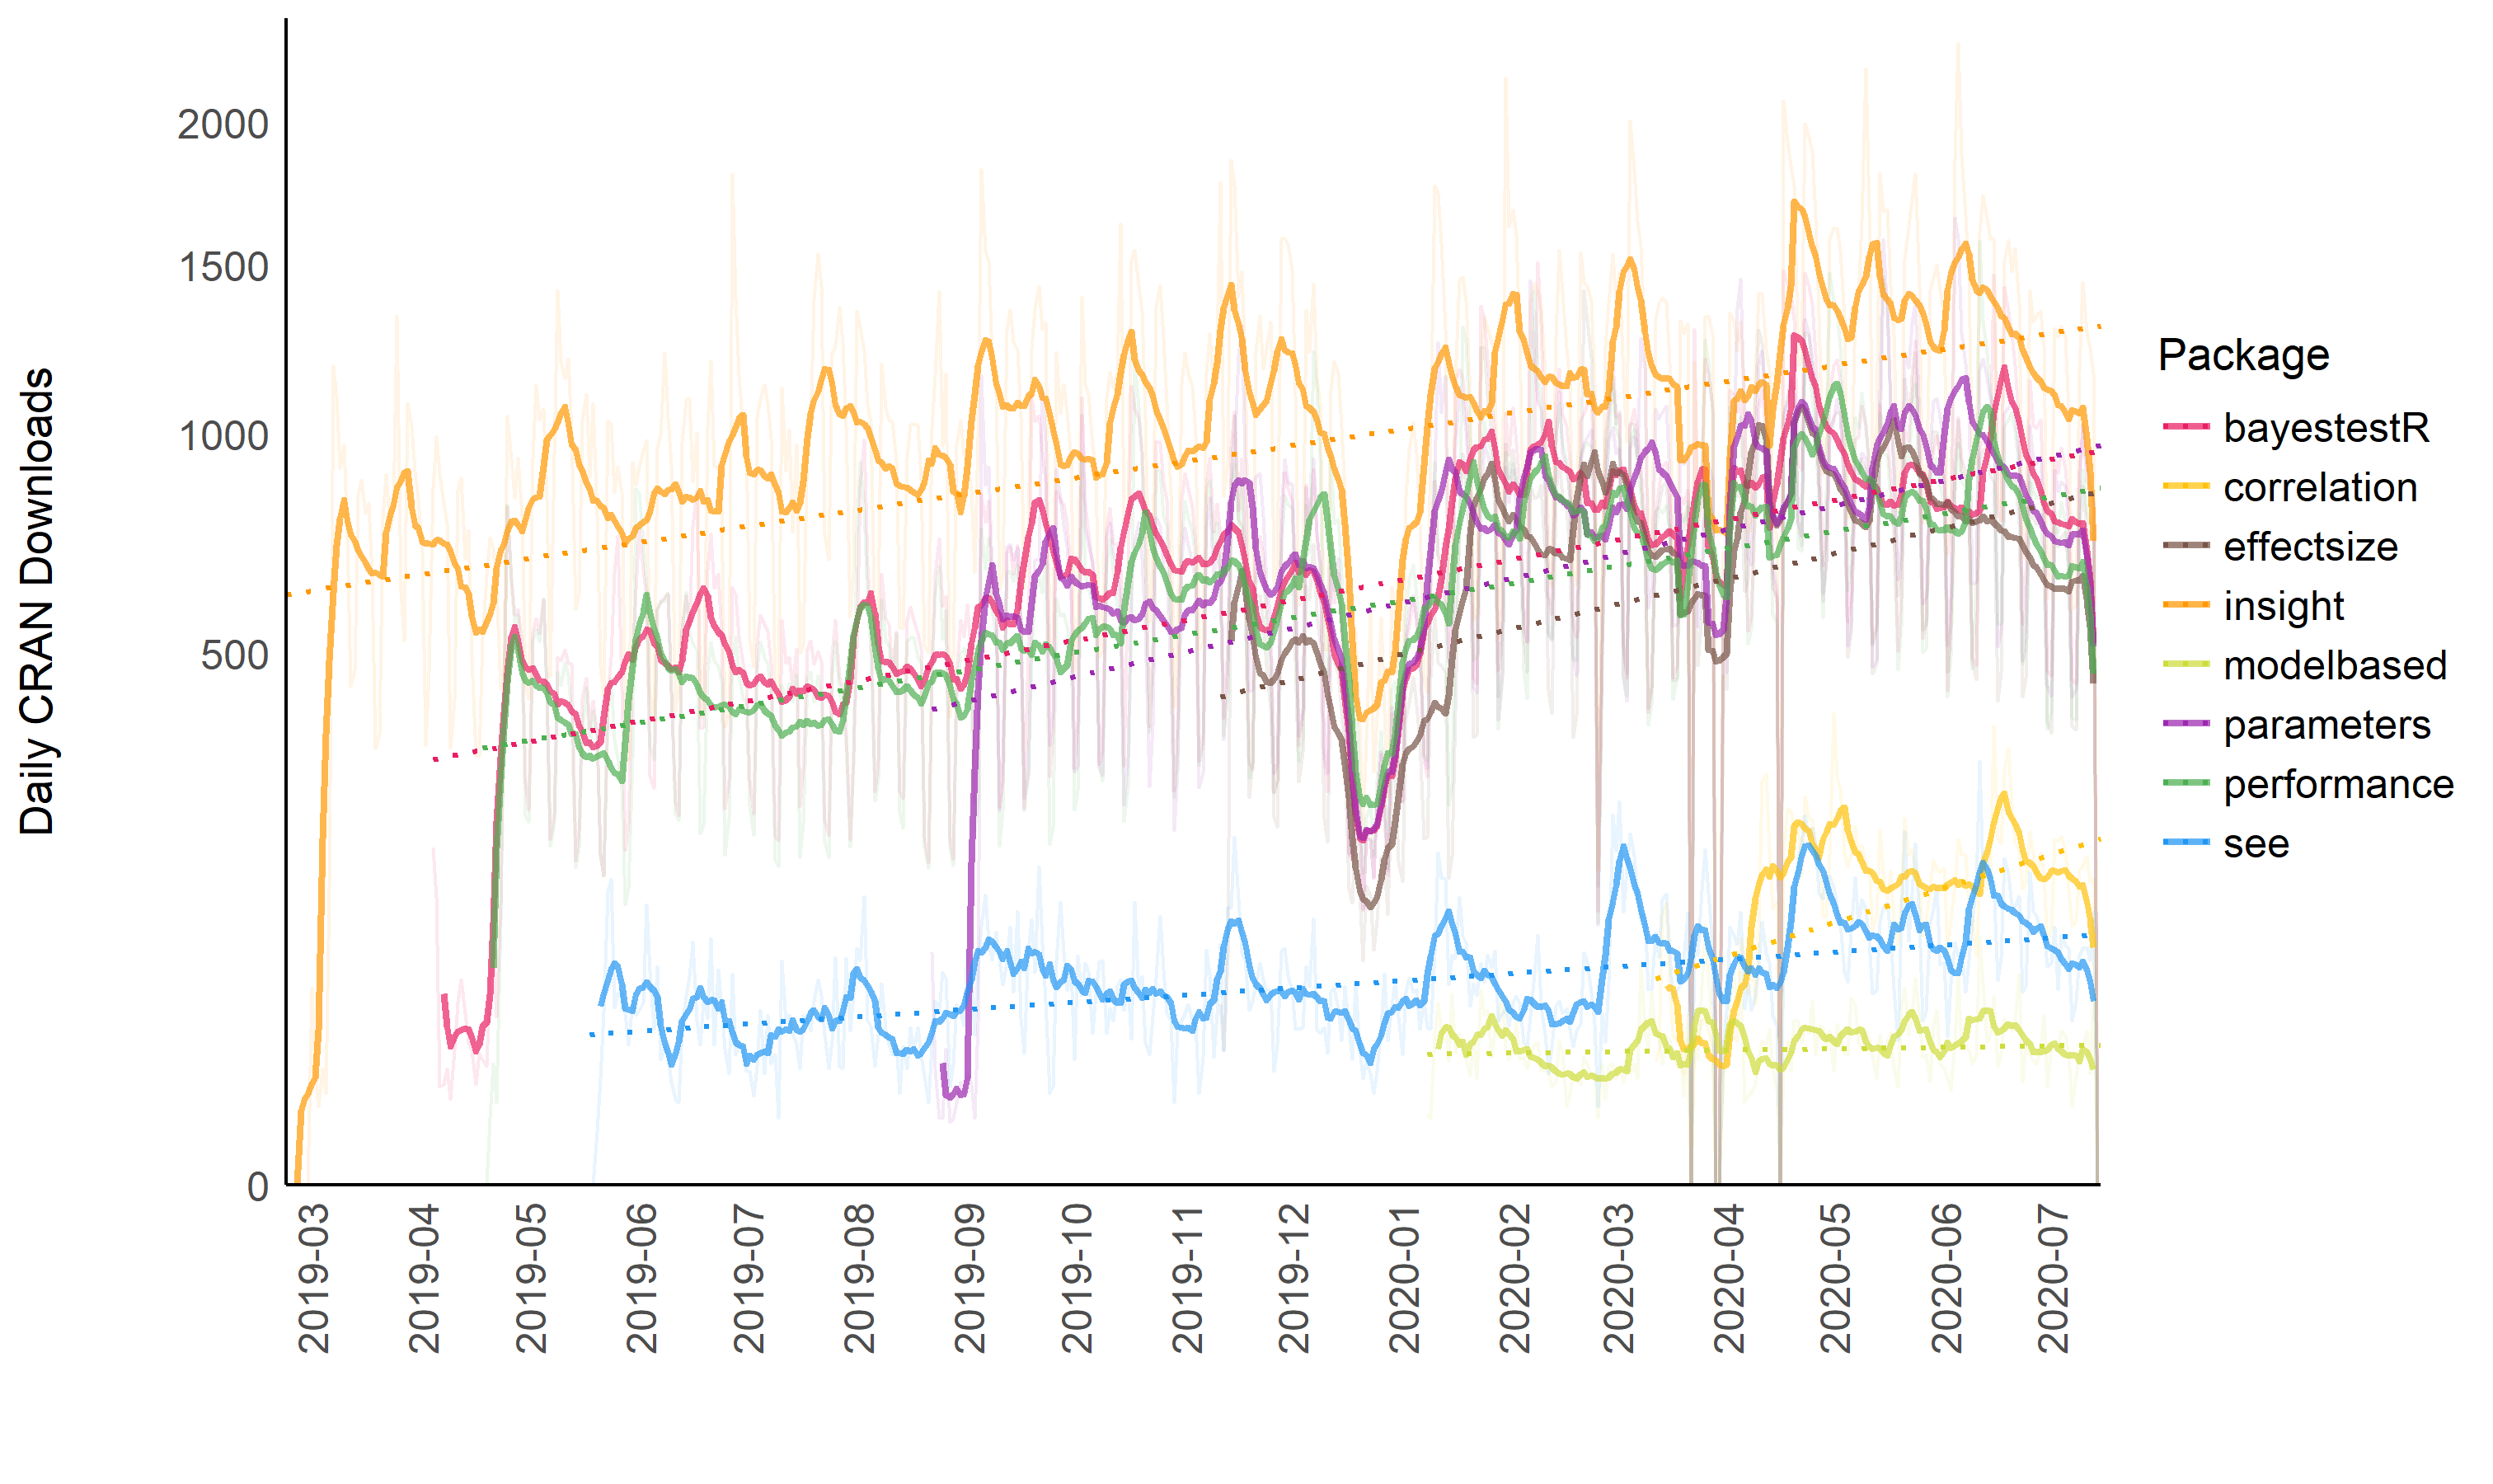 Daily CRAN Downloads
2000
1500
1000
500
0
2019-03
2019-04
2019-05
2019-06
2019-07
2019-08
2019-09
2019-10
2019-11
2019-12
2020-01
2020-02
2020-03
2020-04
2020-05
2020-06
2020-07
Package
bayestestR
correlation
effectsize
insight
modelbased
parameters
performance
see